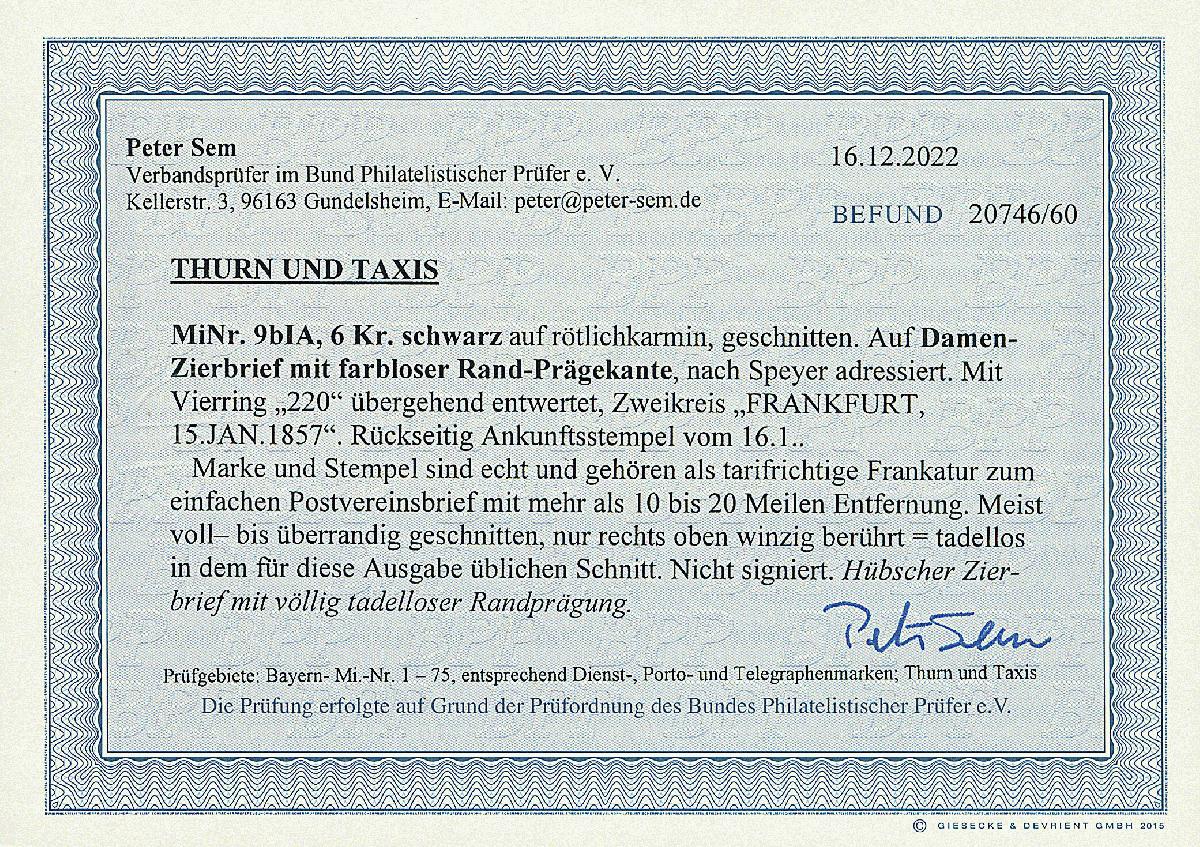 Peter Sem
Verbandsprüfer im Bund Philatelistischer Prüfer e. V.
Kellerstr. 3, 96163 Gundelsheim, E-Mail: peter@peter-sem.de
16.12.2022
BEFUND 20746/60
THURN UND TAXIS
MiNr. 9bIA, 6 Kr. schwarz auf rötlichkarmin, geschnitten. Auf Damen-
Zierbrief mit farbloser Rand-Prägekante, nach Speyer adressiert. Mit
Vierring „220“ übergehend entwertet, Zweikreis „FRANKFURT,
15.JAN.1857“. Rückseitig Ankunftsstempel vom 16.1..
Marke und Stempel sind echt und gehören als tarifrichtige Frankatur zum
einfachen Postvereinsbrief mit mehr als 10 bis 20 Meilen Entfernung. Meist
voll– bis überrandig geschnitten, nur rechts oben winzig berührt = tadellos
in dem für diese Ausgabe üblichen Schnitt. Nicht signiert. Hübscher Zier-
brief mit völlig tadelloser Randprägung.
Peter Sem
Prüfgebiete: Bayern- Mi.-Nr. 1 – 75, entsprechend Dienst-, Porto- und Telegraphenmarken; Thurn und Taxis
Die Prüfung erfolgte auf Grund der Prüfordnung des Bundes Philatelistischer Prüfer e.V.
© GIESECKE & DEVRIENT GMBH 2015